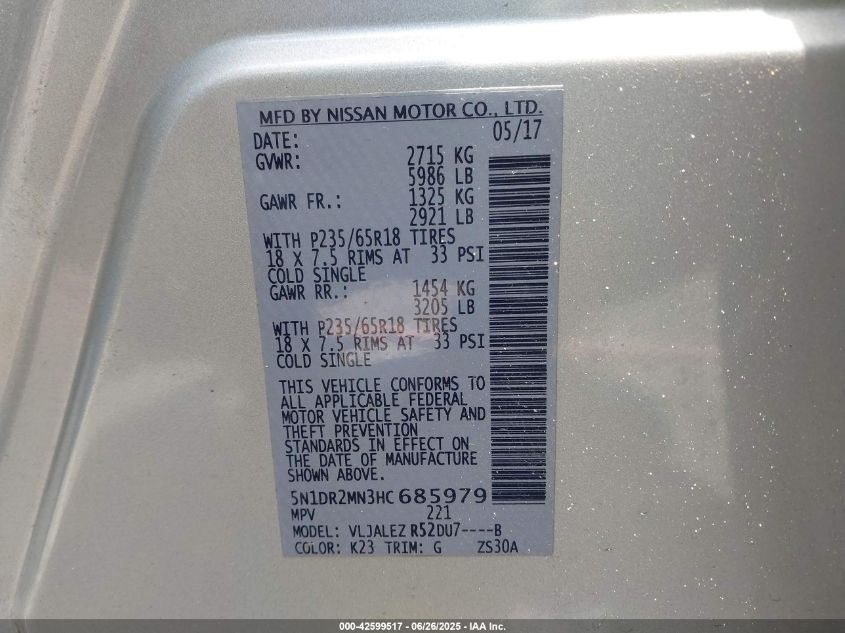 MFD BY NISSAN MOTOR CO., LTD.
DATE: 05/17
GVWR: 2715 KG
5986 LB
GAWR FR.: 1325 KG
2921 LB
WITH P235/65R18 TIRES
18 X 7.5 RIMS AT 33 PSI
COLD SINGLE
GAWR RR.: 1454 KG
3205 LB
WITH P235/65R18 TIRES
18 X 7.5 RIMS AT 33 PSI
COLD SINGLE
THIS VEHICLE CONFORMS TO
ALL APPLICABLE FEDERAL
MOTOR VEHICLE SAFETY AND
THEFT PREVENTION
STANDARDS IN EFFECT ON
THE DATE OF MANUFACTURE
SHOWN ABOVE.
5N1DR2MN3HC685979
MPV 221
MODEL: VLJALEZ R52DU7----B
COLOR: K23 TRIM: G ZS30A
000-42599517 - 06/26/2025 - IAA Inc.